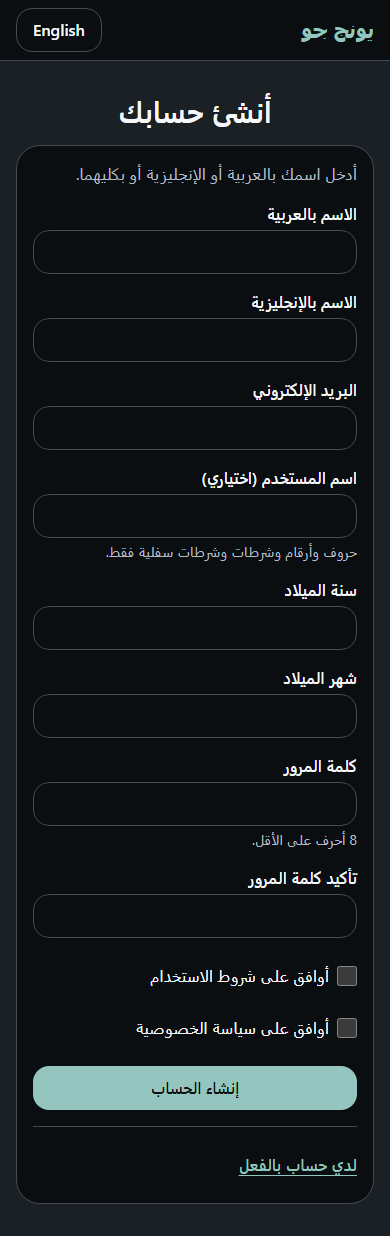 يونج جو
English
أنشئ حسابك
أدخل اسمك بالعربية أو الإنجليزية أو بكليهما.
الاسم بالعربية
الاسم بالإنجليزية
البريد الإلكتروني
اسم المستخدم (اختياري)
حروف وأرقام وشرطات وشرطات سفلية فقط.
سنة الميلاد
شهر الميلاد
كلمة المرور
8 أحرف على الأقل.
تأكيد كلمة المرور
أوافق على شروط الاستخدام
أوافق على سياسة الخصوصية
إنشاء الحساب
لدي حساب بالفعل